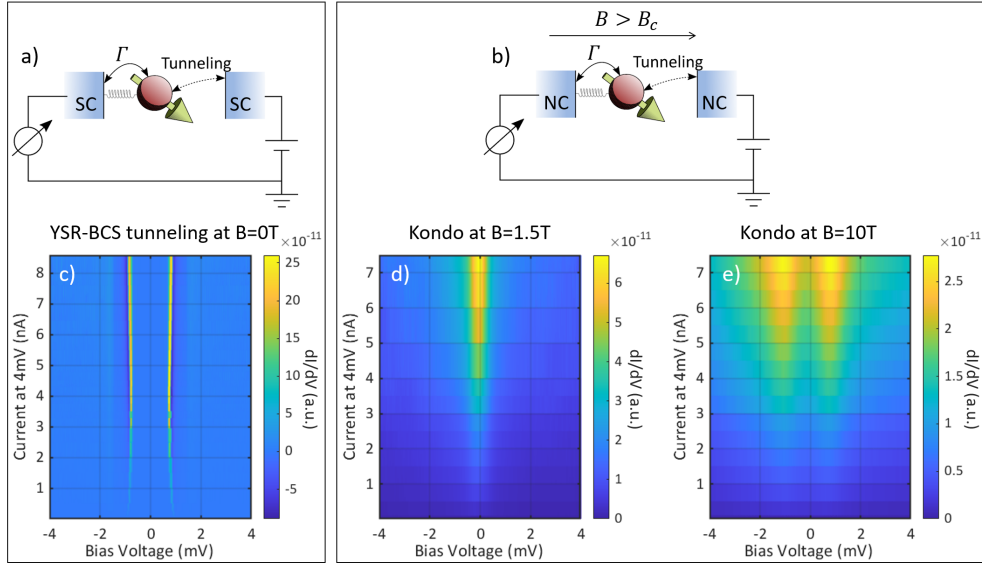 a)
Γ
Tunneling
SC
SC
B > B_c
b)
Γ
Tunneling
NC
NC
YSR-BCS tunneling at B=0T
×10⁻¹¹
c)
8
7
6
5
4
3
2
1
Current at 4mV (nA)
-4
-2
0
2
4
Bias Voltage (mV)
25
20
15
10
5
0
-5
dI/dV (a.u.)
Kondo at B=1.5T
×10⁻¹¹
d)
7
6
5
4
3
2
1
Current at 4mV (nA)
-4
-2
0
2
4
Bias Voltage (mV)
6
5
4
3
2
1
0
dI/dV (a.u.)
Kondo at B=10T
×10⁻¹¹
e)
7
6
5
4
3
2
1
Current at 4mV (nA)
-4
-2
0
2
4
Bias Voltage (mV)
2.5
2
1.5
1
0.5
0
dI/dV (a.u.)